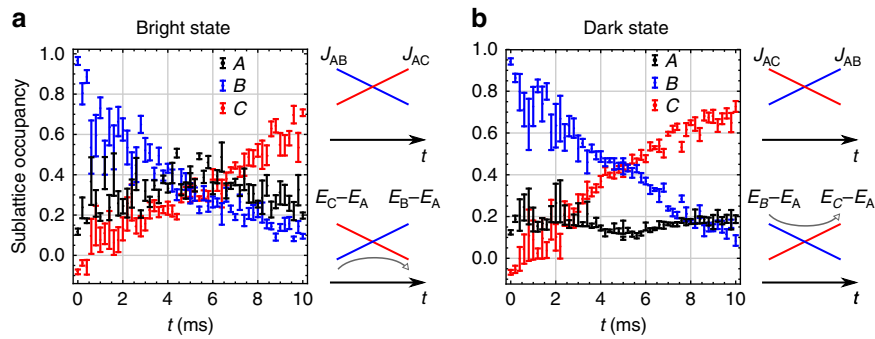 a
Bright state
Sublattice occupancy
1.0
0.8
0.6
0.4
0.2
0.0
A
B
C
0 2 4 6 8 10
t (ms)
J_AB J_AC
t
E_C–E_A E_B–E_A
t
b
Dark state
1.0
0.8
0.6
0.4
0.2
0.0
A
B
C
0 2 4 6 8 10
t (ms)
J_AC J_AB
t
E_B–E_A E_C–E_A
t